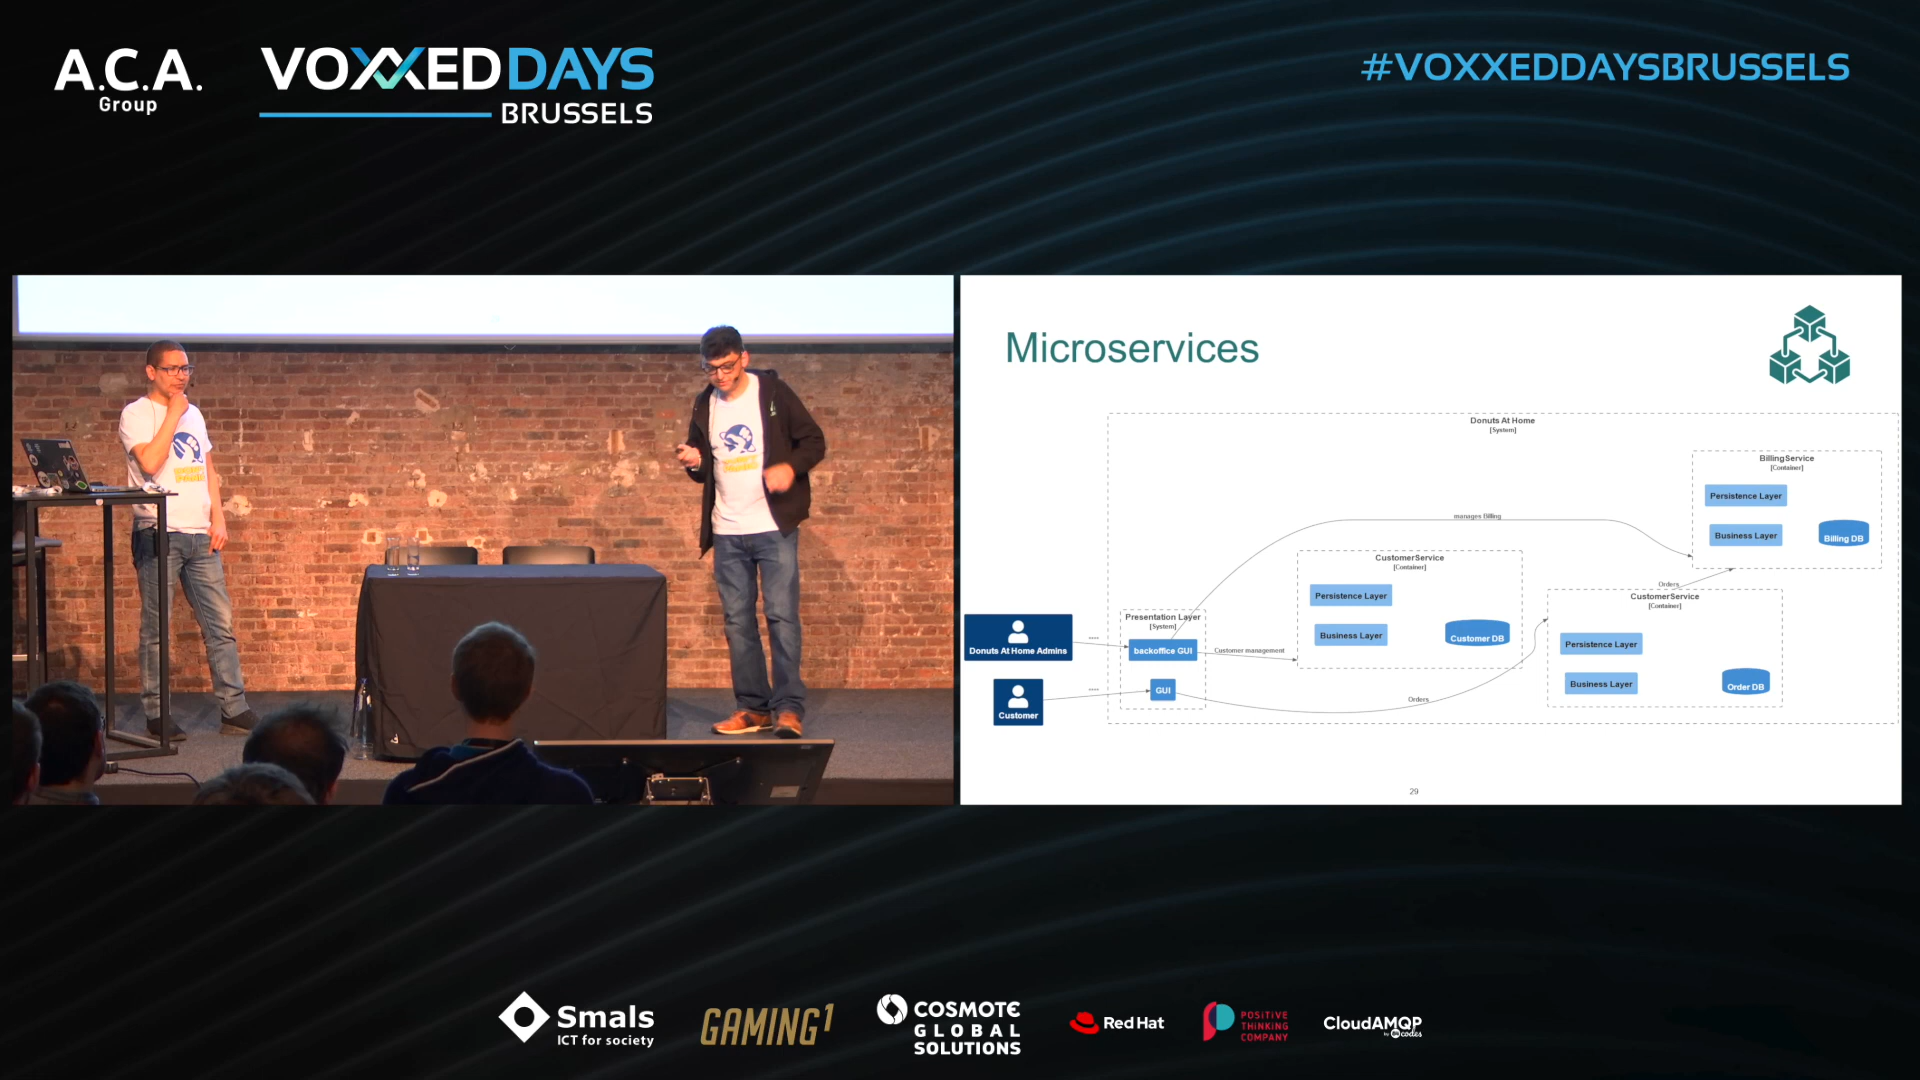 A.C.A.
Group
VOXXEDDAYS
BRUSSELS
#VOXXEDDAYSBRUSSELS
Microservices
Donuts At Home
[System]
BillingService
[Container]
Persistence Layer
Business Layer
Billing DB
manages Billing
CustomerService
[Container]
Persistence Layer
Business Layer
Customer DB
Orders
CustomerService
[Container]
Persistence Layer
Business Layer
Order DB
Presentation Layer
[System]
backoffice GUI
GUI
Customer management
Orders
Donuts At Home Admins
Customer
29
Smals
ICT for society
GAMING1
COSMOTE
GLOBAL
SOLUTIONS
Red Hat
POSITIVE
THINKING
COMPANY
CloudAMQP